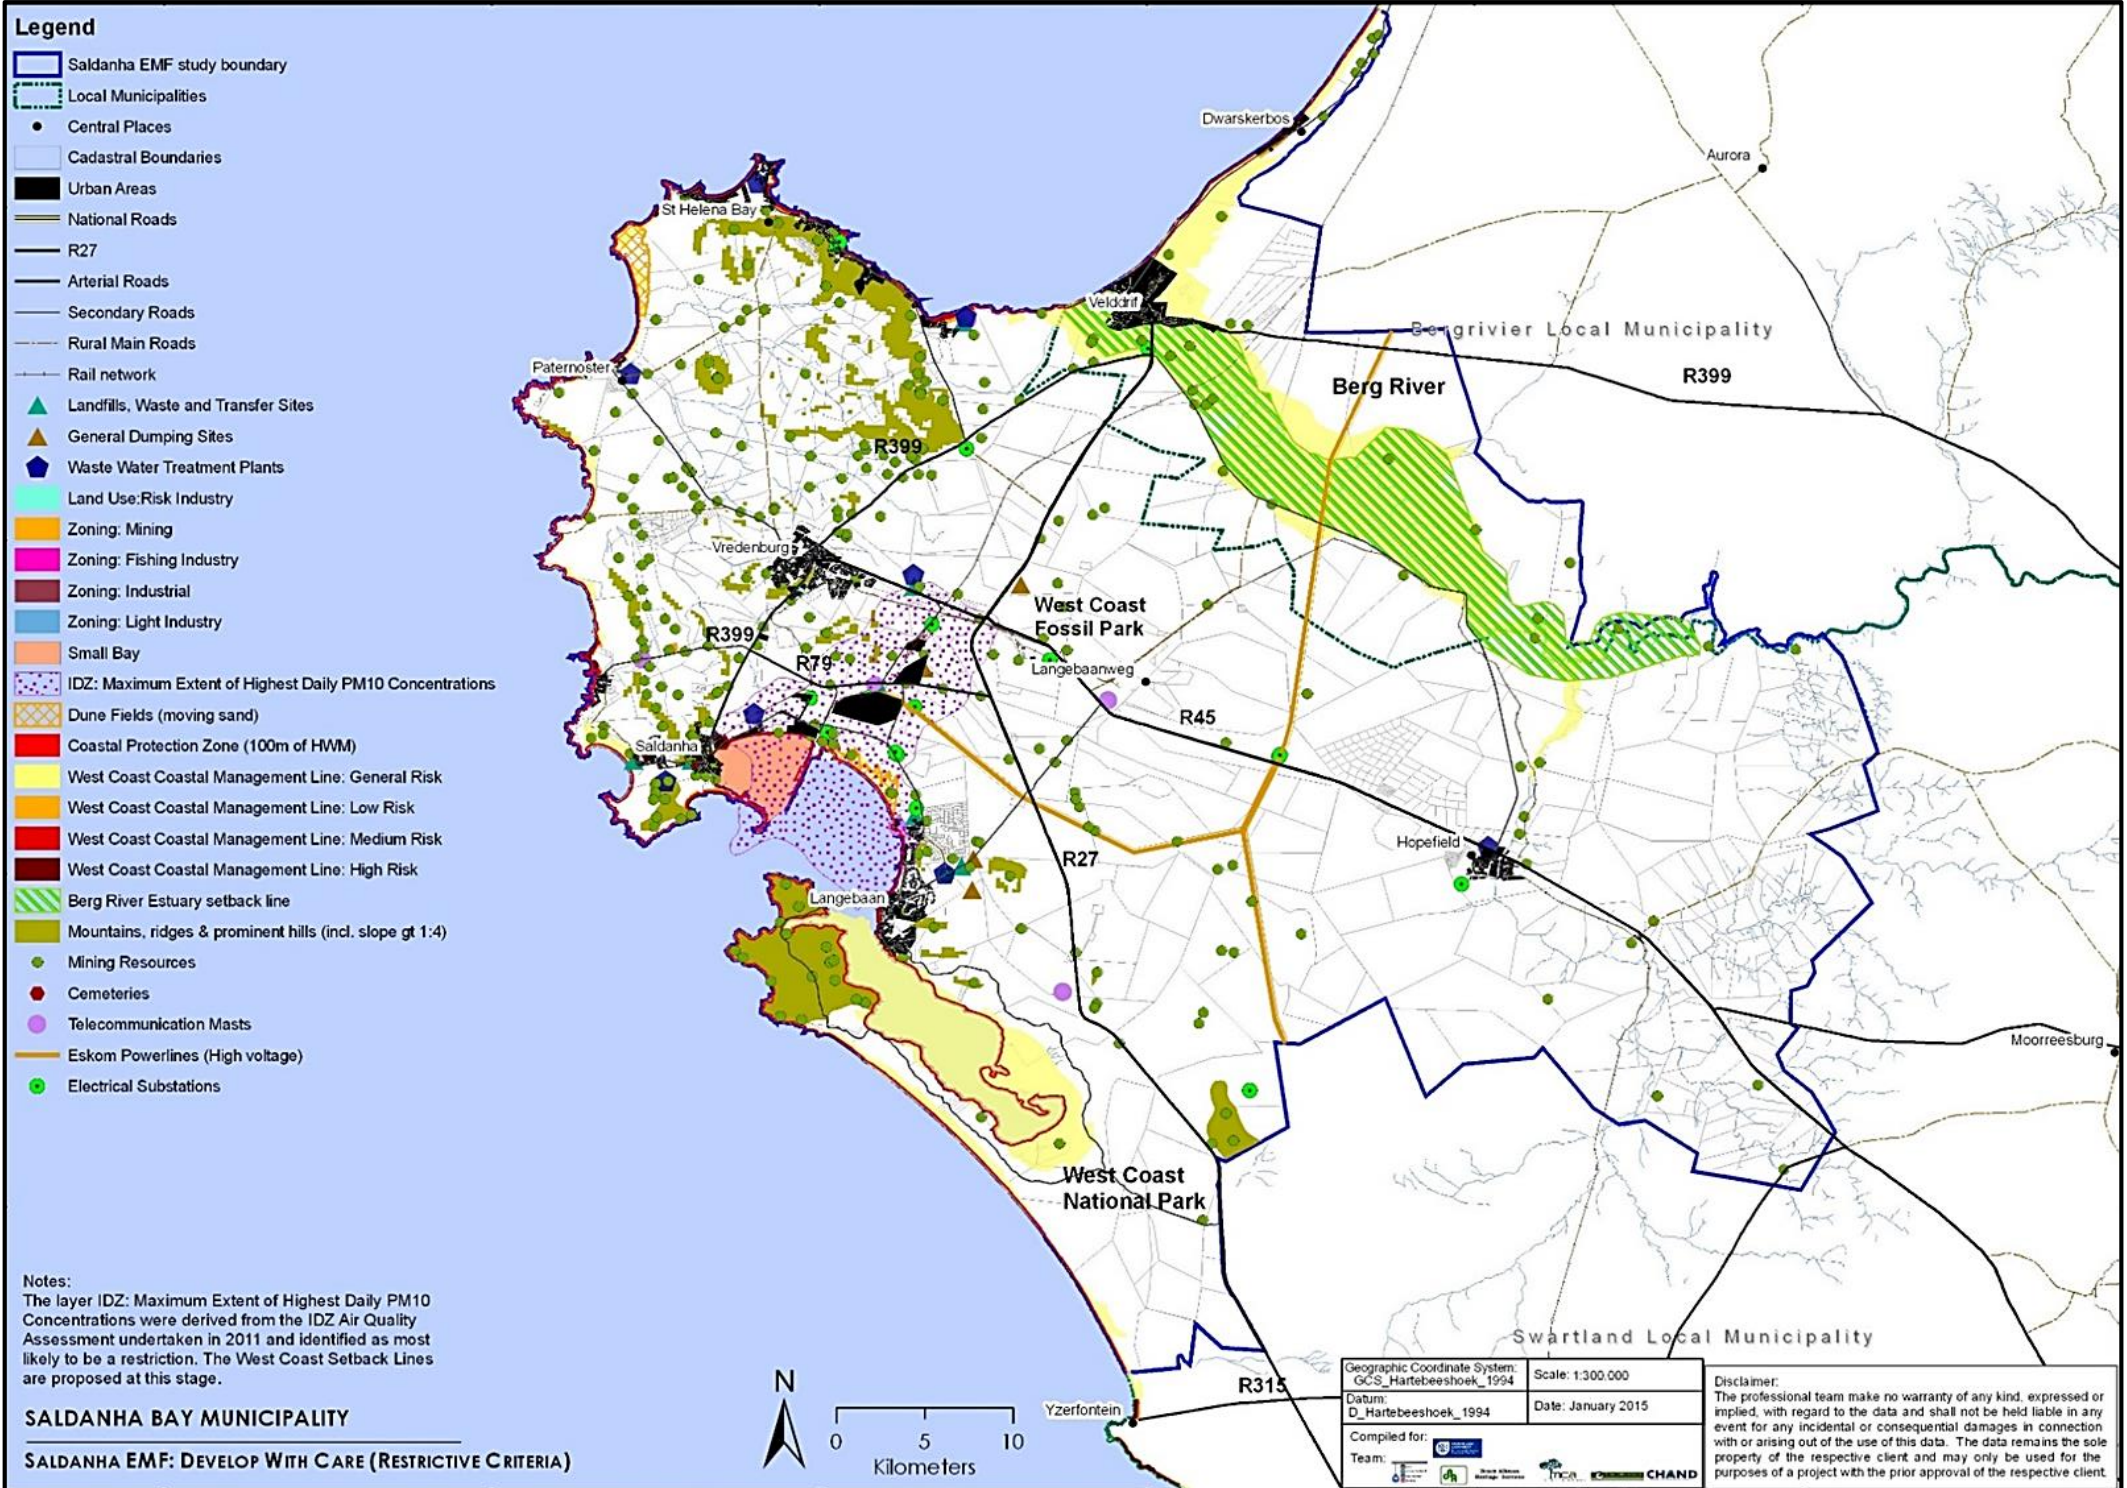 Legend
Saldanha EMF study boundary
Local Municipalities
Central Places
Cadastral Boundaries
Urban Areas
National Roads
R27
Arterial Roads
Secondary Roads
Rural Main Roads
Rail network
Landfills, Waste and Transfer Sites
General Dumping Sites
Waste Water Treatment Plants
Land Use:Risk Industry
Zoning: Mining
Zoning: Fishing Industry
Zoning: Industrial
Zoning: Light Industry
Small Bay
IDZ: Maximum Extent of Highest Daily PM10 Concentrations
Dune Fields (moving sand)
Coastal Protection Zone (100m of HWM)
West Coast Coastal Management Line: General Risk
West Coast Coastal Management Line: Low Risk
West Coast Coastal Management Line: Medium Risk
West Coast Coastal Management Line: High Risk
Berg River Estuary setback line
Mountains, ridges & prominent hills (incl. slope gt 1:4)
Mining Resources
Cemeteries
Telecommunication Masts
Eskom Powerlines (High voltage)
Electrical Substations
Notes:
The layer IDZ: Maximum Extent of Highest Daily PM10
Concentrations were derived from the IDZ Air Quality
Assessment undertaken in 2011 and identified as most
likely to be a restriction. The West Coast Setback Lines
are proposed at this stage.
SALDANHA BAY MUNICIPALITY
SALDANHA EMF: DEVELOP WITH CARE (RESTRICTIVE CRITERIA)
Dwarskerbos
Aurora
St Helena Bay
Velddrif
Bergrivier Local Municipality
Paternoster
Berg River
R399
R399
Vredenburg
West Coast
Fossil Park
R399
R79
Langebaanweg
R45
Saldanha
Hopefield
R27
Langebaan
Moorreesburg
West Coast
National Park
Swartland Local Municipality
R315
Yzerfontein
N
0 5 10
Kilometers
Geographic Coordinate System:
GCS_Hartebeeshoek_1994
Scale: 1:300 000
Datum:
D_Hartebeeshoek_1994
Date: January 2015
Compiled for:
Team:
mca
CHAND
Disclaimer:
The professional team make no warranty of any kind, expressed or
implied, with regard to the data and shall not be held liable in any
event for any incidental or consequential damages in connection
with or arising out of the use of this data. The data remains the sole
property of the respective client and may only be used for the
purposes of a project with the prior approval of the respective client.